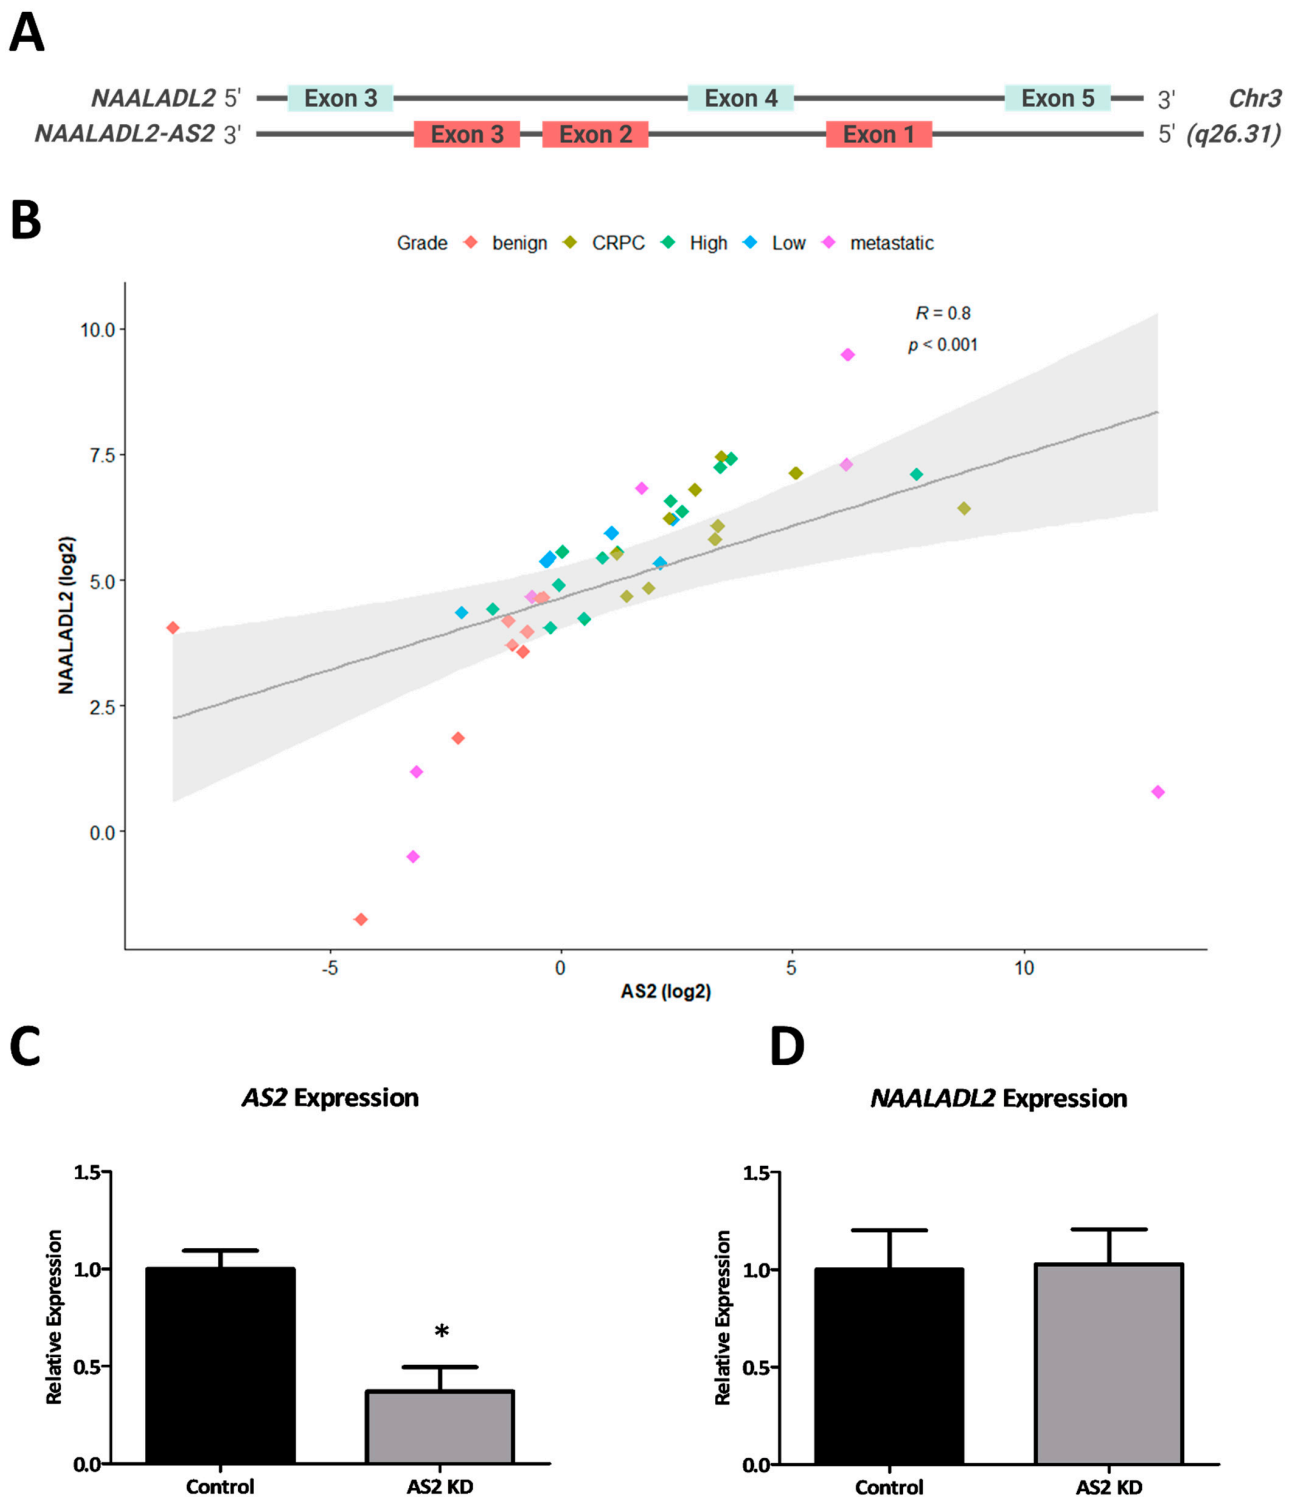 A
NAALADL2 5' Exon 3 Exon 4 Exon 5 3' Chr3
NAALADL2-AS2 3' Exon 3 Exon 2 Exon 1 5' (q26.31)
B
Grade benign CRPC High Low metastatic
R = 0.8
p < 0.001
10.0
7.5
5.0
2.5
0.0
NAALADL2 (log2)
-5 0 5 10
AS2 (log2)
C
AS2 Expression
1.5
1.0
0.5
0.0
Relative Expression
*
Control AS2 KD
D
NAALADL2 Expression
1.5
1.0
0.5
0.0
Relative Expression
Control AS2 KD